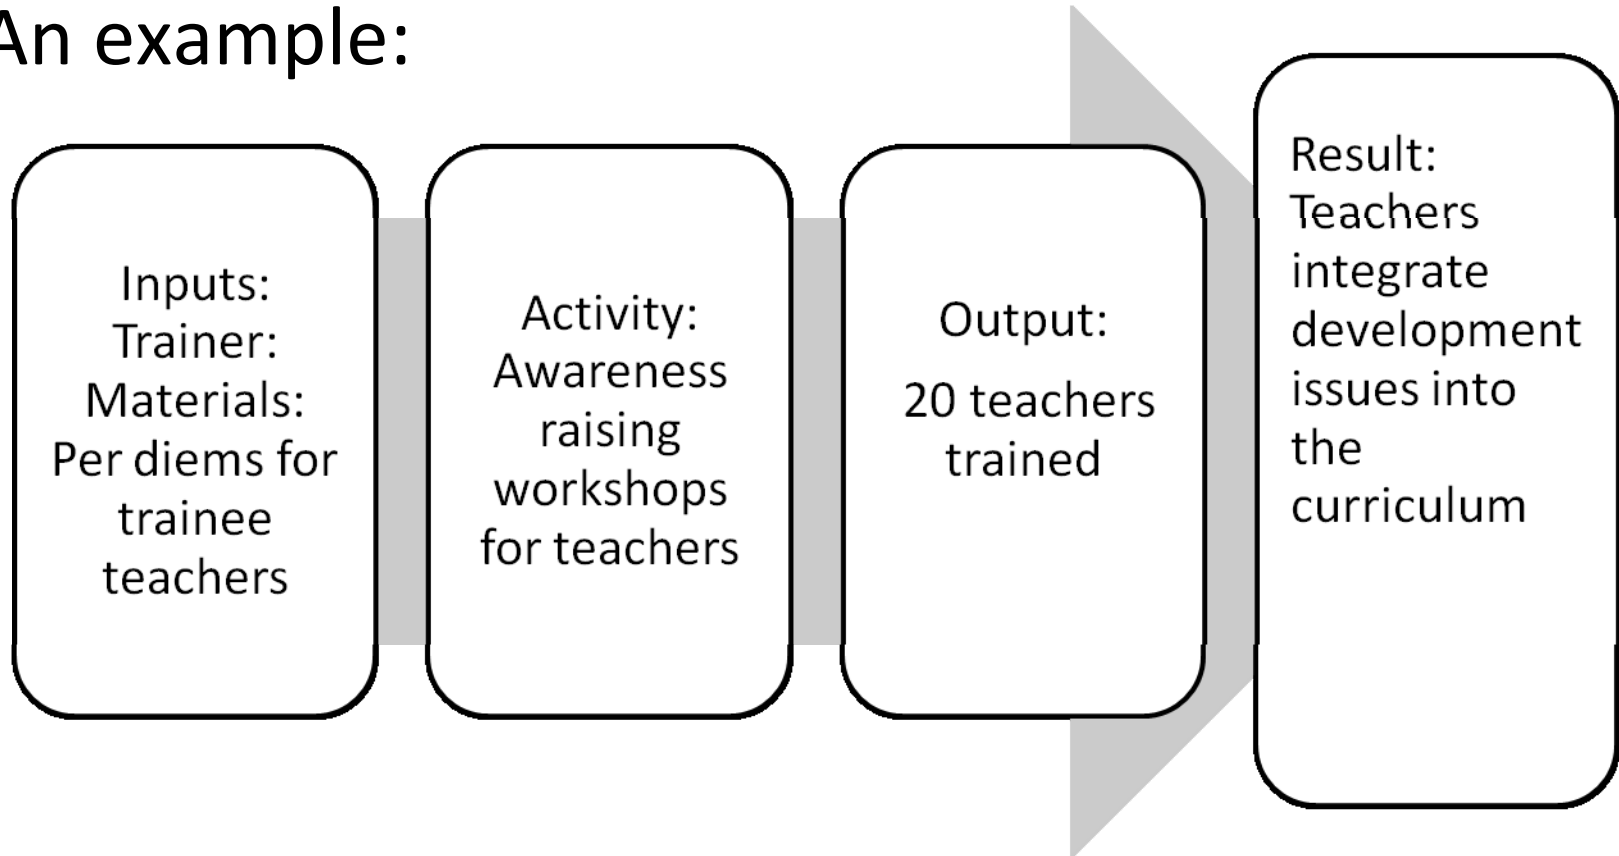 An example:
Inputs:
Trainer:
Materials:
Per diems for
trainee
teachers
Activity:
Awareness
raising
workshops
for teachers
Output:
20 teachers
trained
Result:
Teachers
integrate
development
issues into
the
curriculum